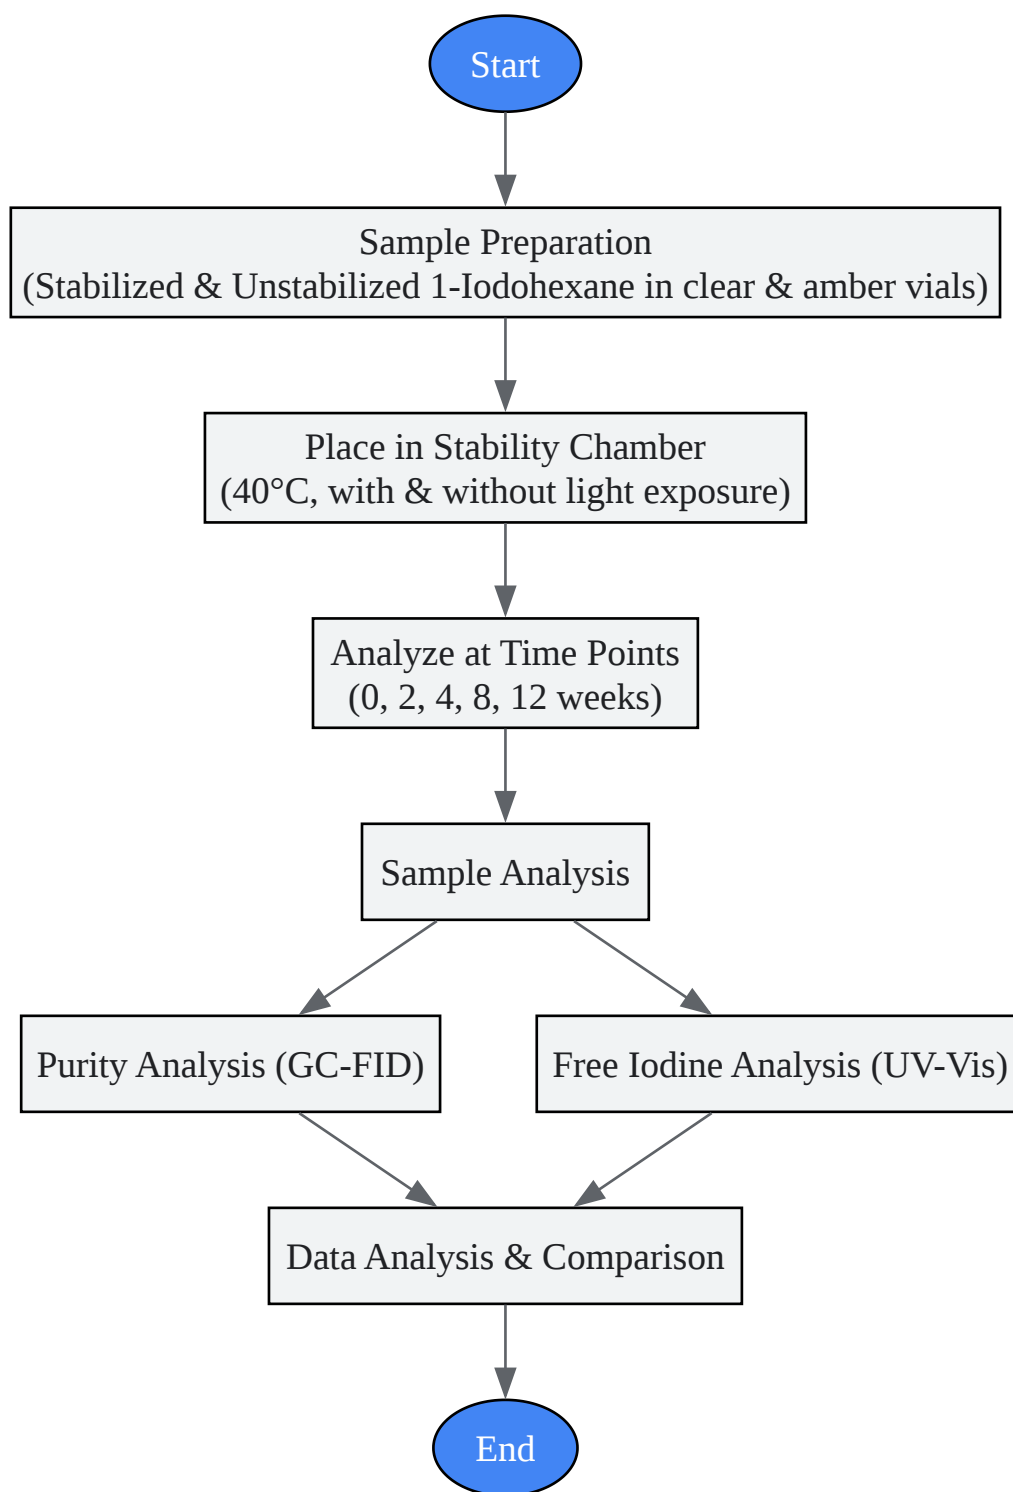 Start
Sample Preparation
(Stabilized & Unstabilized 1-Iodohexane in clear & amber vials)
Place in Stability Chamber
(40°C, with & without light exposure)
Analyze at Time Points
(0, 2, 4, 8, 12 weeks)
Sample Analysis
Purity Analysis (GC-FID)
Free Iodine Analysis (UV-Vis)
Data Analysis & Comparison
End